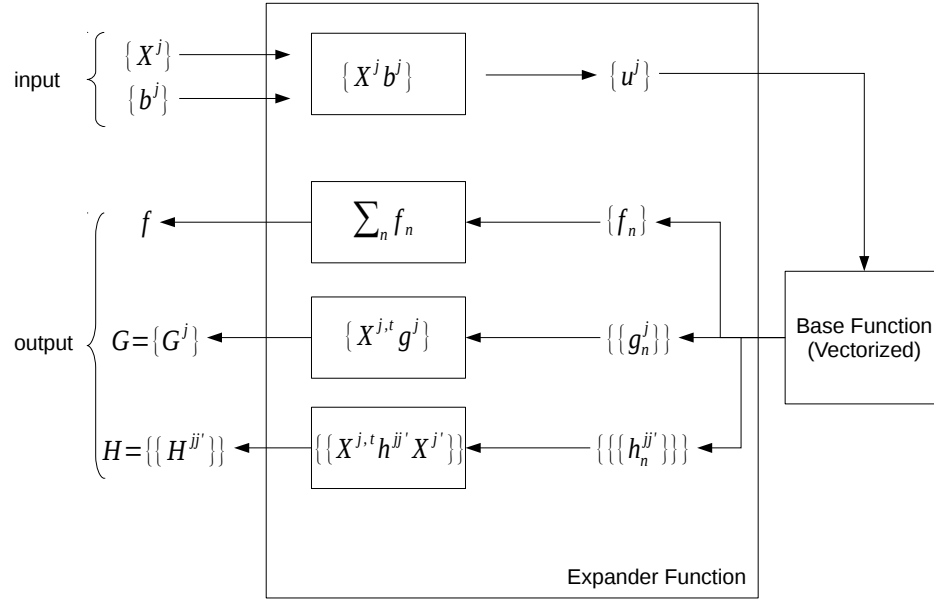 input
{X^j}
{b^j}
{X^j b^j}
{u^j}
output
f
∑_n f_n
{f_n}
G={G^j}
{X^{j,t} g^j}
{{g_n^j}}
H={{H^{jj'}}}
{{X^{j,t} h^{jj'} X^{j'}}}
{{{h_n^{jj'}}}}
Base Function
(Vectorized)
Expander Function